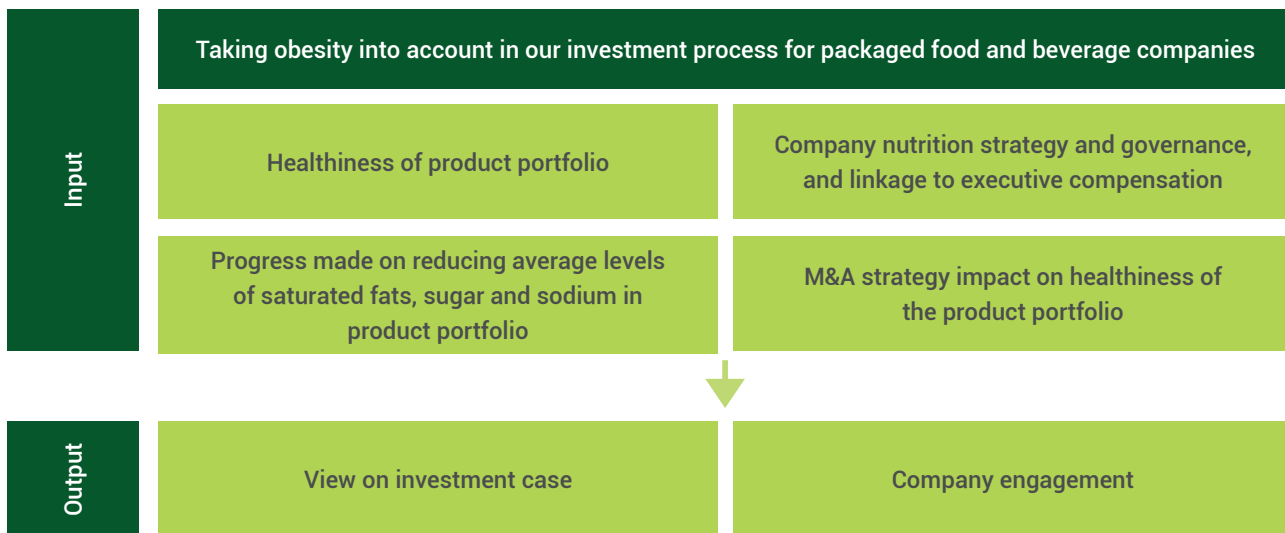 Input
Taking obesity into account in our investment process for packaged food and beverage companies
Healthiness of product portfolio
Company nutrition strategy and governance,
and linkage to executive compensation
Progress made on reducing average levels
of saturated fats, sugar and sodium in
product portfolio
M&A strategy impact on healthiness of
the product portfolio
Output
View on investment case
Company engagement